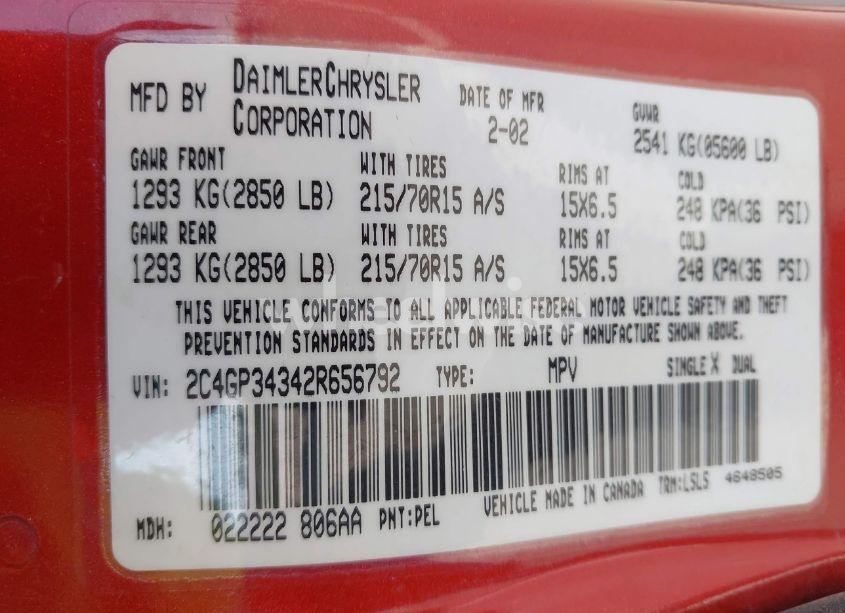 MFD BY DAIMLERCHRYSLER CORPORATION DATE OF MFR 2-02 GVWR 2541 KG(05600 LB)
GAWR FRONT WITH TIRES RIMS AT COLD
1293 KG(2850 LB) 215/70R15 A/S 15X6.5 248 KPA(36 PSI)
GAWR REAR WITH TIRES RIMS AT COLD
1293 KG(2850 LB) 215/70R15 A/S 15X6.5 248 KPA(36 PSI)
THIS VEHICLE CONFORMS TO ALL APPLICABLE FEDERAL MOTOR VEHICLE SAFETY AND THEFT
PREVENTION STANDARDS IN EFFECT ON THE DATE OF MANUFACTURE SHOWN ABOVE.
VIN: 2C4GP34342R656792 TYPE: MPV SINGLE X DUAL
MDH: 022222 806AA PNT:PEL VEHICLE MADE IN CANADA TRM:LSL5 4648505